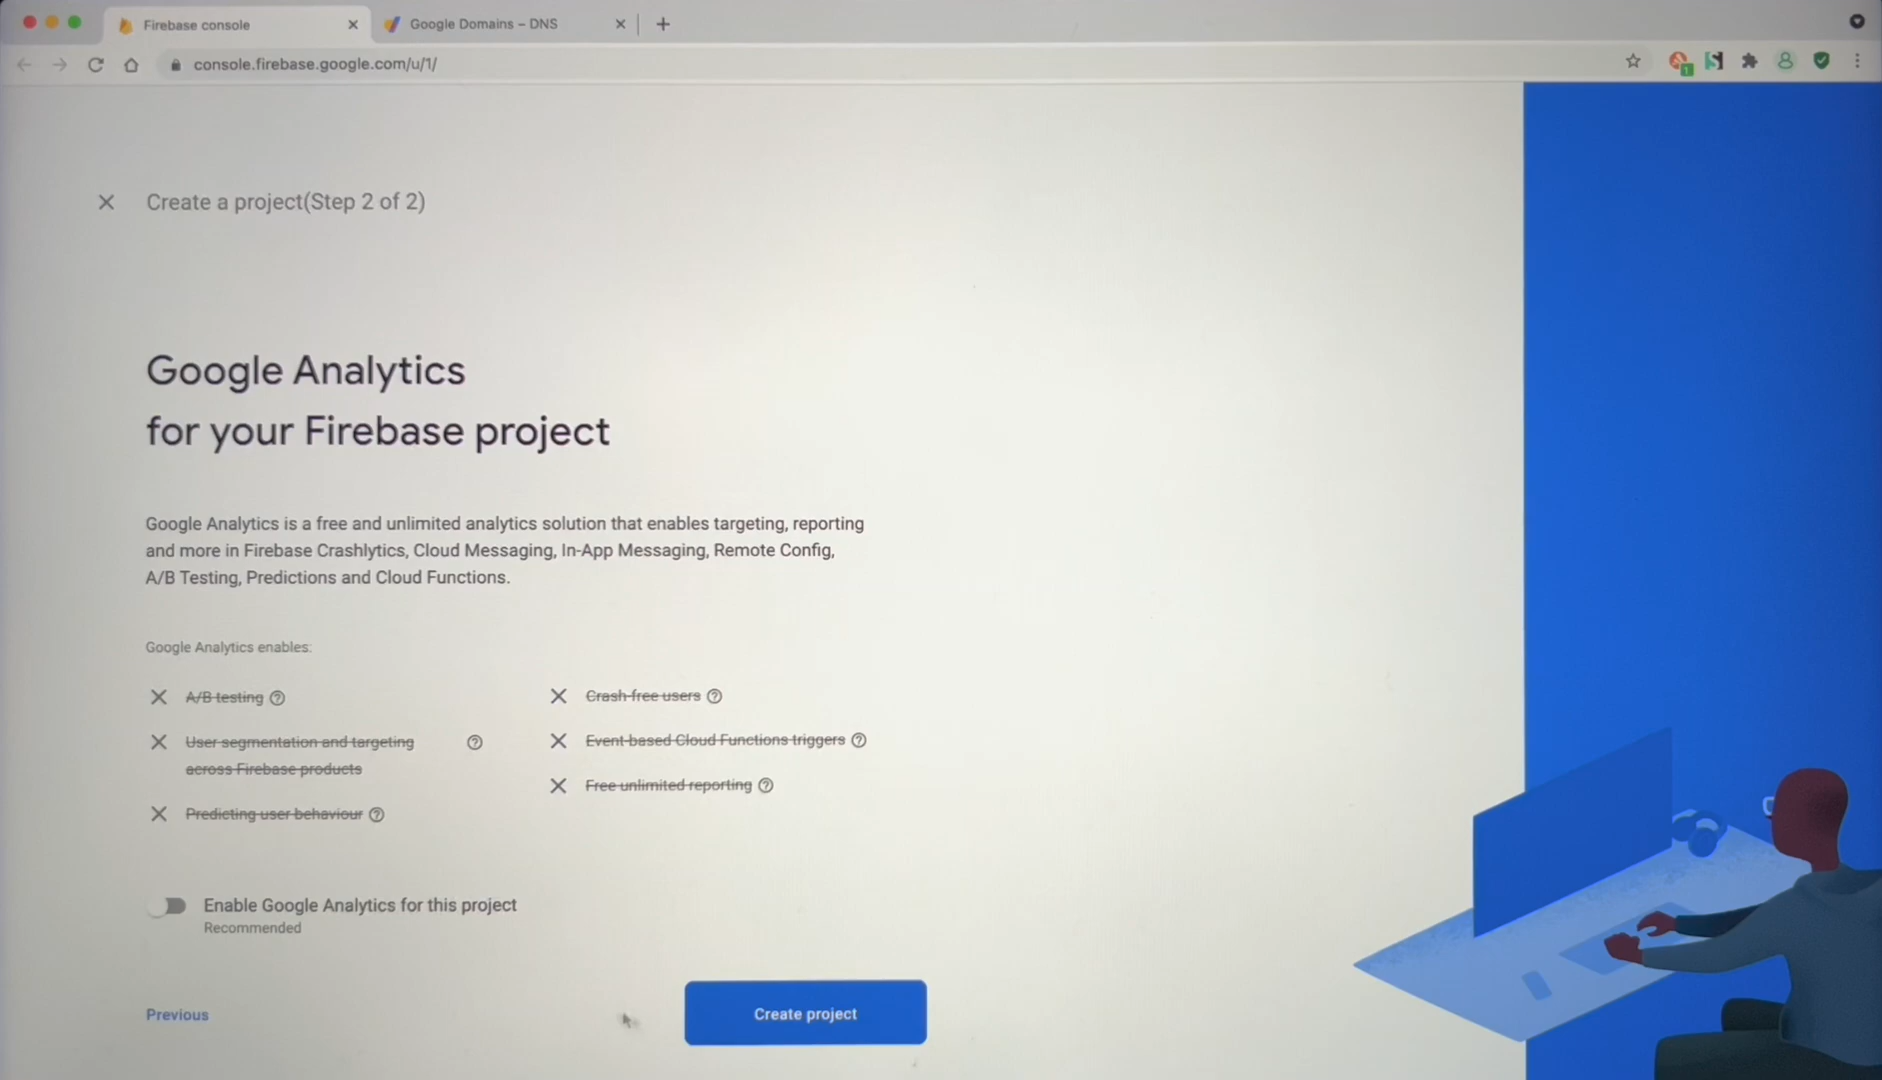 Firebase console
Google Domains – DNS
console.firebase.google.com/u/1/
1
Create a project(Step 2 of 2)
Google Analytics
for your Firebase project
Google Analytics is a free and unlimited analytics solution that enables targeting, reporting
and more in Firebase Crashlytics, Cloud Messaging, In-App Messaging, Remote Config,
A/B Testing, Predictions and Cloud Functions.
Google Analytics enables:
A/B testing
Crash-free users
User segmentation and targeting
across Firebase products
Event-based Cloud Functions triggers
Free unlimited reporting
Predicting user behaviour
Enable Google Analytics for this project
Recommended
Previous
Create project